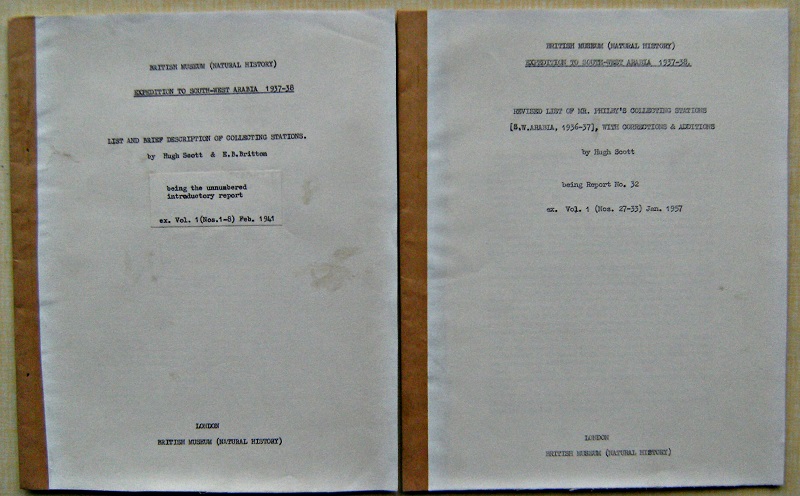 BRITISH MUSEUM (NATURAL HISTORY)
EXPEDITION TO SOUTH-WEST ARABIA 1937-38
LIST AND BRIEF DESCRIPTION OF COLLECTING STATIONS.
by Hugh Scott & E.B.Britton
being the unnumbered
introductory report
ex. Vol. 1(Nos.1-8) Feb. 1941
LONDON
BRITISH MUSEUM (NATURAL HISTORY)
BRITISH MUSEUM (NATURAL HISTORY)
EXPEDITION TO SOUTH-WEST ARABIA 1937-38.
REVISED LIST OF MR. PHILBY'S COLLECTING STATIONS
[S.W.ARABIA, 1936-37], WITH CORRECTIONS & ADDITIONS
by Hugh Scott
being Report No. 32
ex. Vol. 1 (Nos. 27-33) Jan. 1957
LONDON
BRITISH MUSEUM (NATURAL HISTORY)